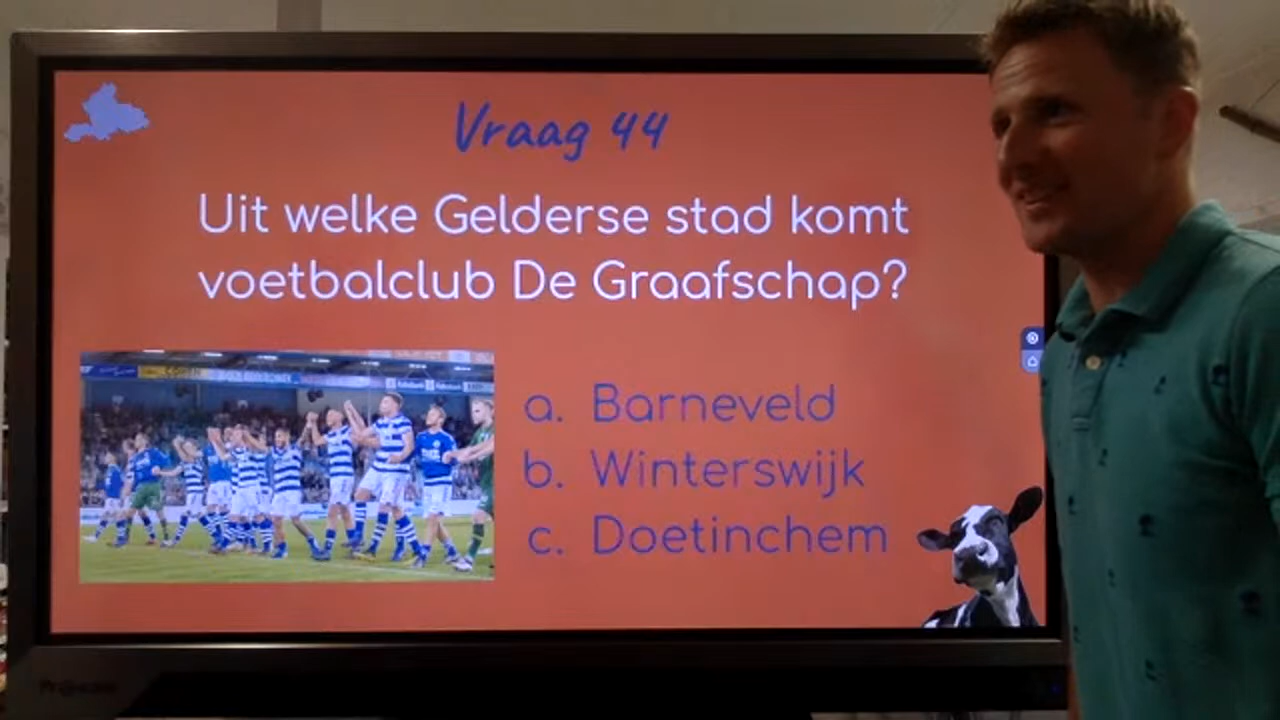 Vraag 44
Uit welke Gelderse stad komt
voetbalclub De Graafschap?
a. Barneveld
b. Winterswijk
c. Doetinchem